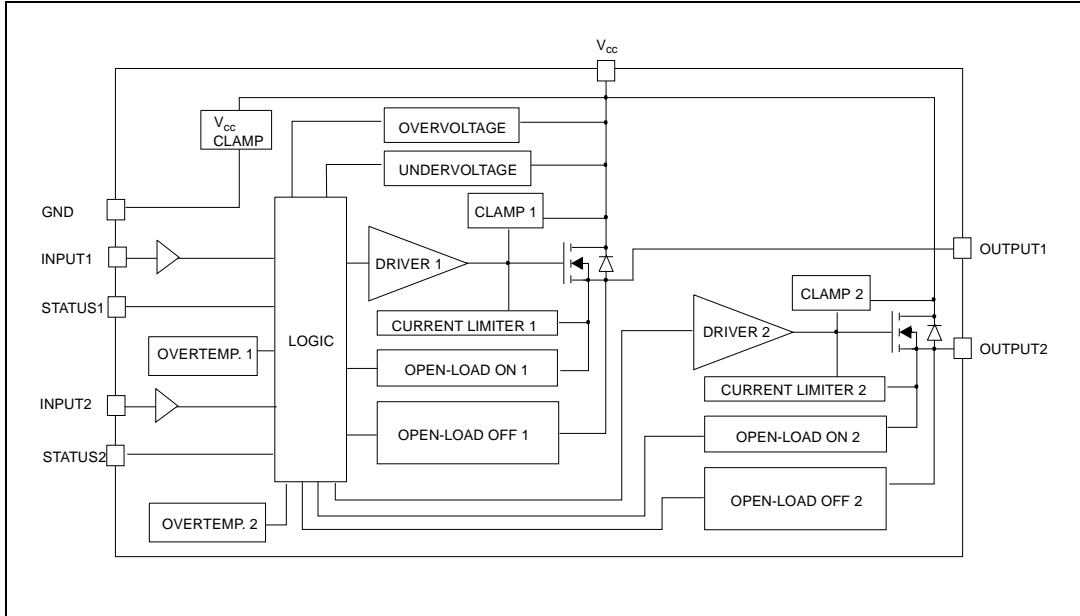 Vcc
Vcc
CLAMP
OVERVOLTAGE
UNDERVOLTAGE
GND
CLAMP 1
INPUT1
DRIVER 1
OUTPUT1
STATUS1
CLAMP 2
CURRENT LIMITER 1
LOGIC
DRIVER 2
OVERTEMP. 1
OUTPUT2
OPEN-LOAD ON 1
CURRENT LIMITER 2
INPUT2
OPEN-LOAD OFF 1
OPEN-LOAD ON 2
STATUS2
OPEN-LOAD OFF 2
OVERTEMP. 2